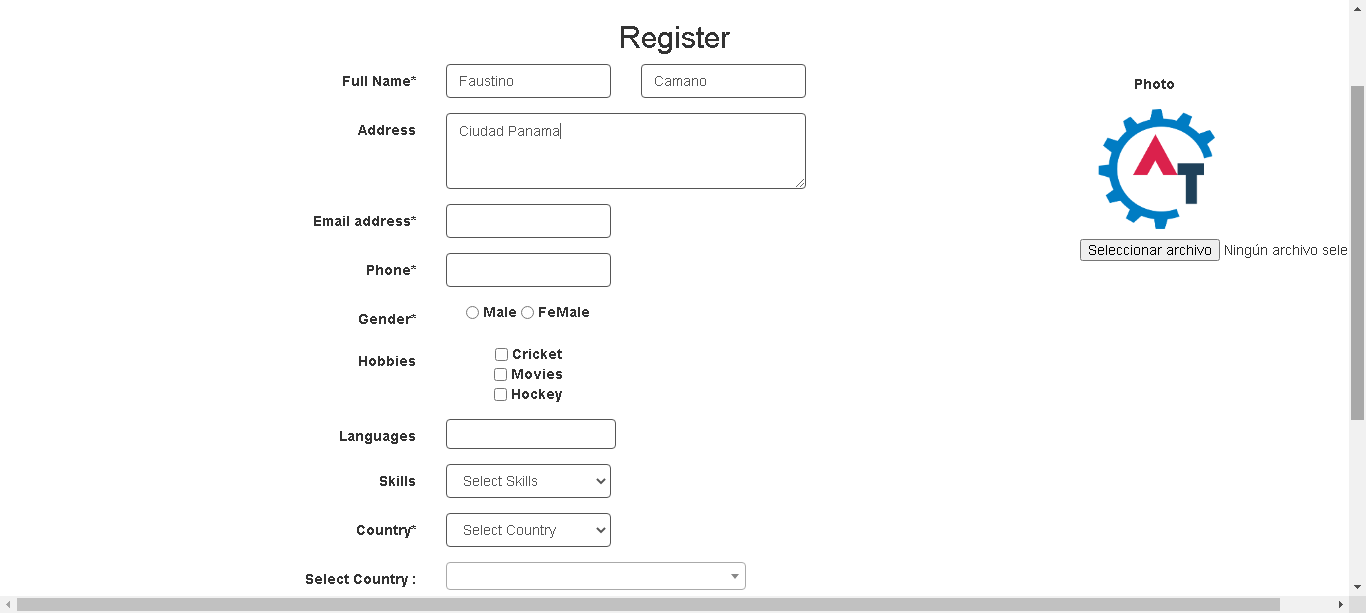 Register
Full Name* Faustino Camano
Photo
Address Ciudad Panama
AT
Email address*
Seleccionar archivo Ningún archivo sele
Phone*
Gender* Male FeMale
Hobbies Cricket
Movies
Hockey
Languages
Skills Select Skills
Country* Select Country
Select Country :